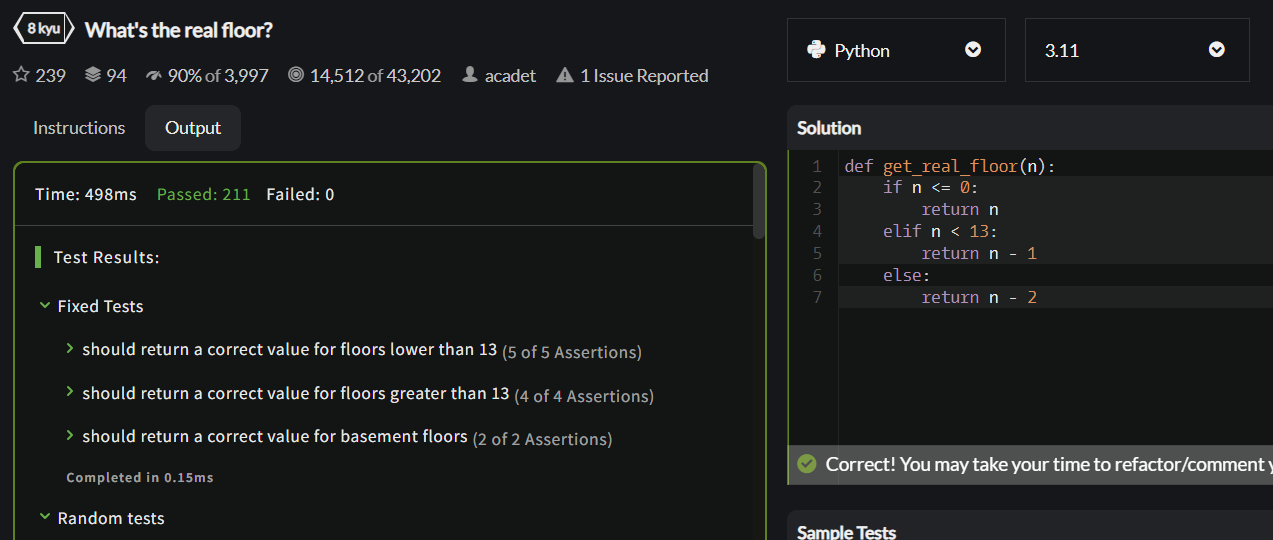 8 kyu What's the real floor?
239 94 90% of 3,997 14,512 of 43,202 acadet 1 Issue Reported
Instructions Output
Time: 498ms Passed: 211 Failed: 0
Test Results:
Fixed Tests
should return a correct value for floors lower than 13 (5 of 5 Assertions)
should return a correct value for floors greater than 13 (4 of 4 Assertions)
should return a correct value for basement floors (2 of 2 Assertions)
Completed in 0.15ms
Random tests
Python 3.11
Solution
1 def get_real_floor(n):
2 if n <= 0:
3 return n
4 elif n < 13:
5 return n - 1
6 else:
7 return n - 2
Correct! You may take your time to refactor/comment
Sample Tests